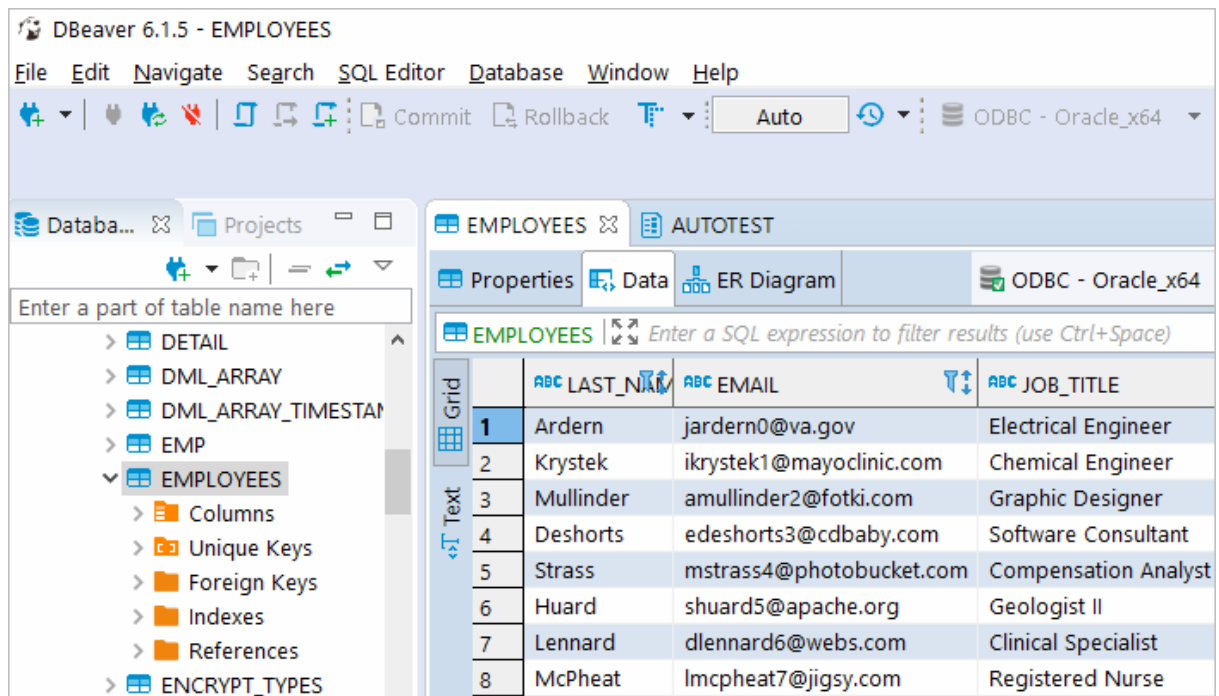 DBeaver 6.1.5 - EMPLOYEES
File Edit Navigate Search SQL Editor Database Window Help
Commit Rollback T Auto ODBC - Oracle_x64
Databa... Projects
Enter a part of table name here
DETAIL
DML_ARRAY
DML_ARRAY_TIMESTAM
EMP
EMPLOYEES
Columns
Unique Keys
Foreign Keys
Indexes
References
ENCRYPT_TYPES
EMPLOYEES AUTOTEST
Properties Data ER Diagram ODBC - Oracle_x64
EMPLOYEES Enter a SQL expression to filter results (use Ctrl+Space)
Grid
Text
ABC LAST_NAM ABC EMAIL ABC JOB_TITLE
1 Ardern jardern0@va.gov Electrical Engineer
2 Krystek ikrystek1@mayoclinic.com Chemical Engineer
3 Mullinder amullinder2@fotki.com Graphic Designer
4 Deshorts edeshorts3@cdbaby.com Software Consultant
5 Strass mstrass4@photobucket.com Compensation Analyst
6 Huard shuard5@apache.org Geologist II
7 Lennard dlennard6@webs.com Clinical Specialist
8 McPheat lmcpheat7@jigsy.com Registered Nurse